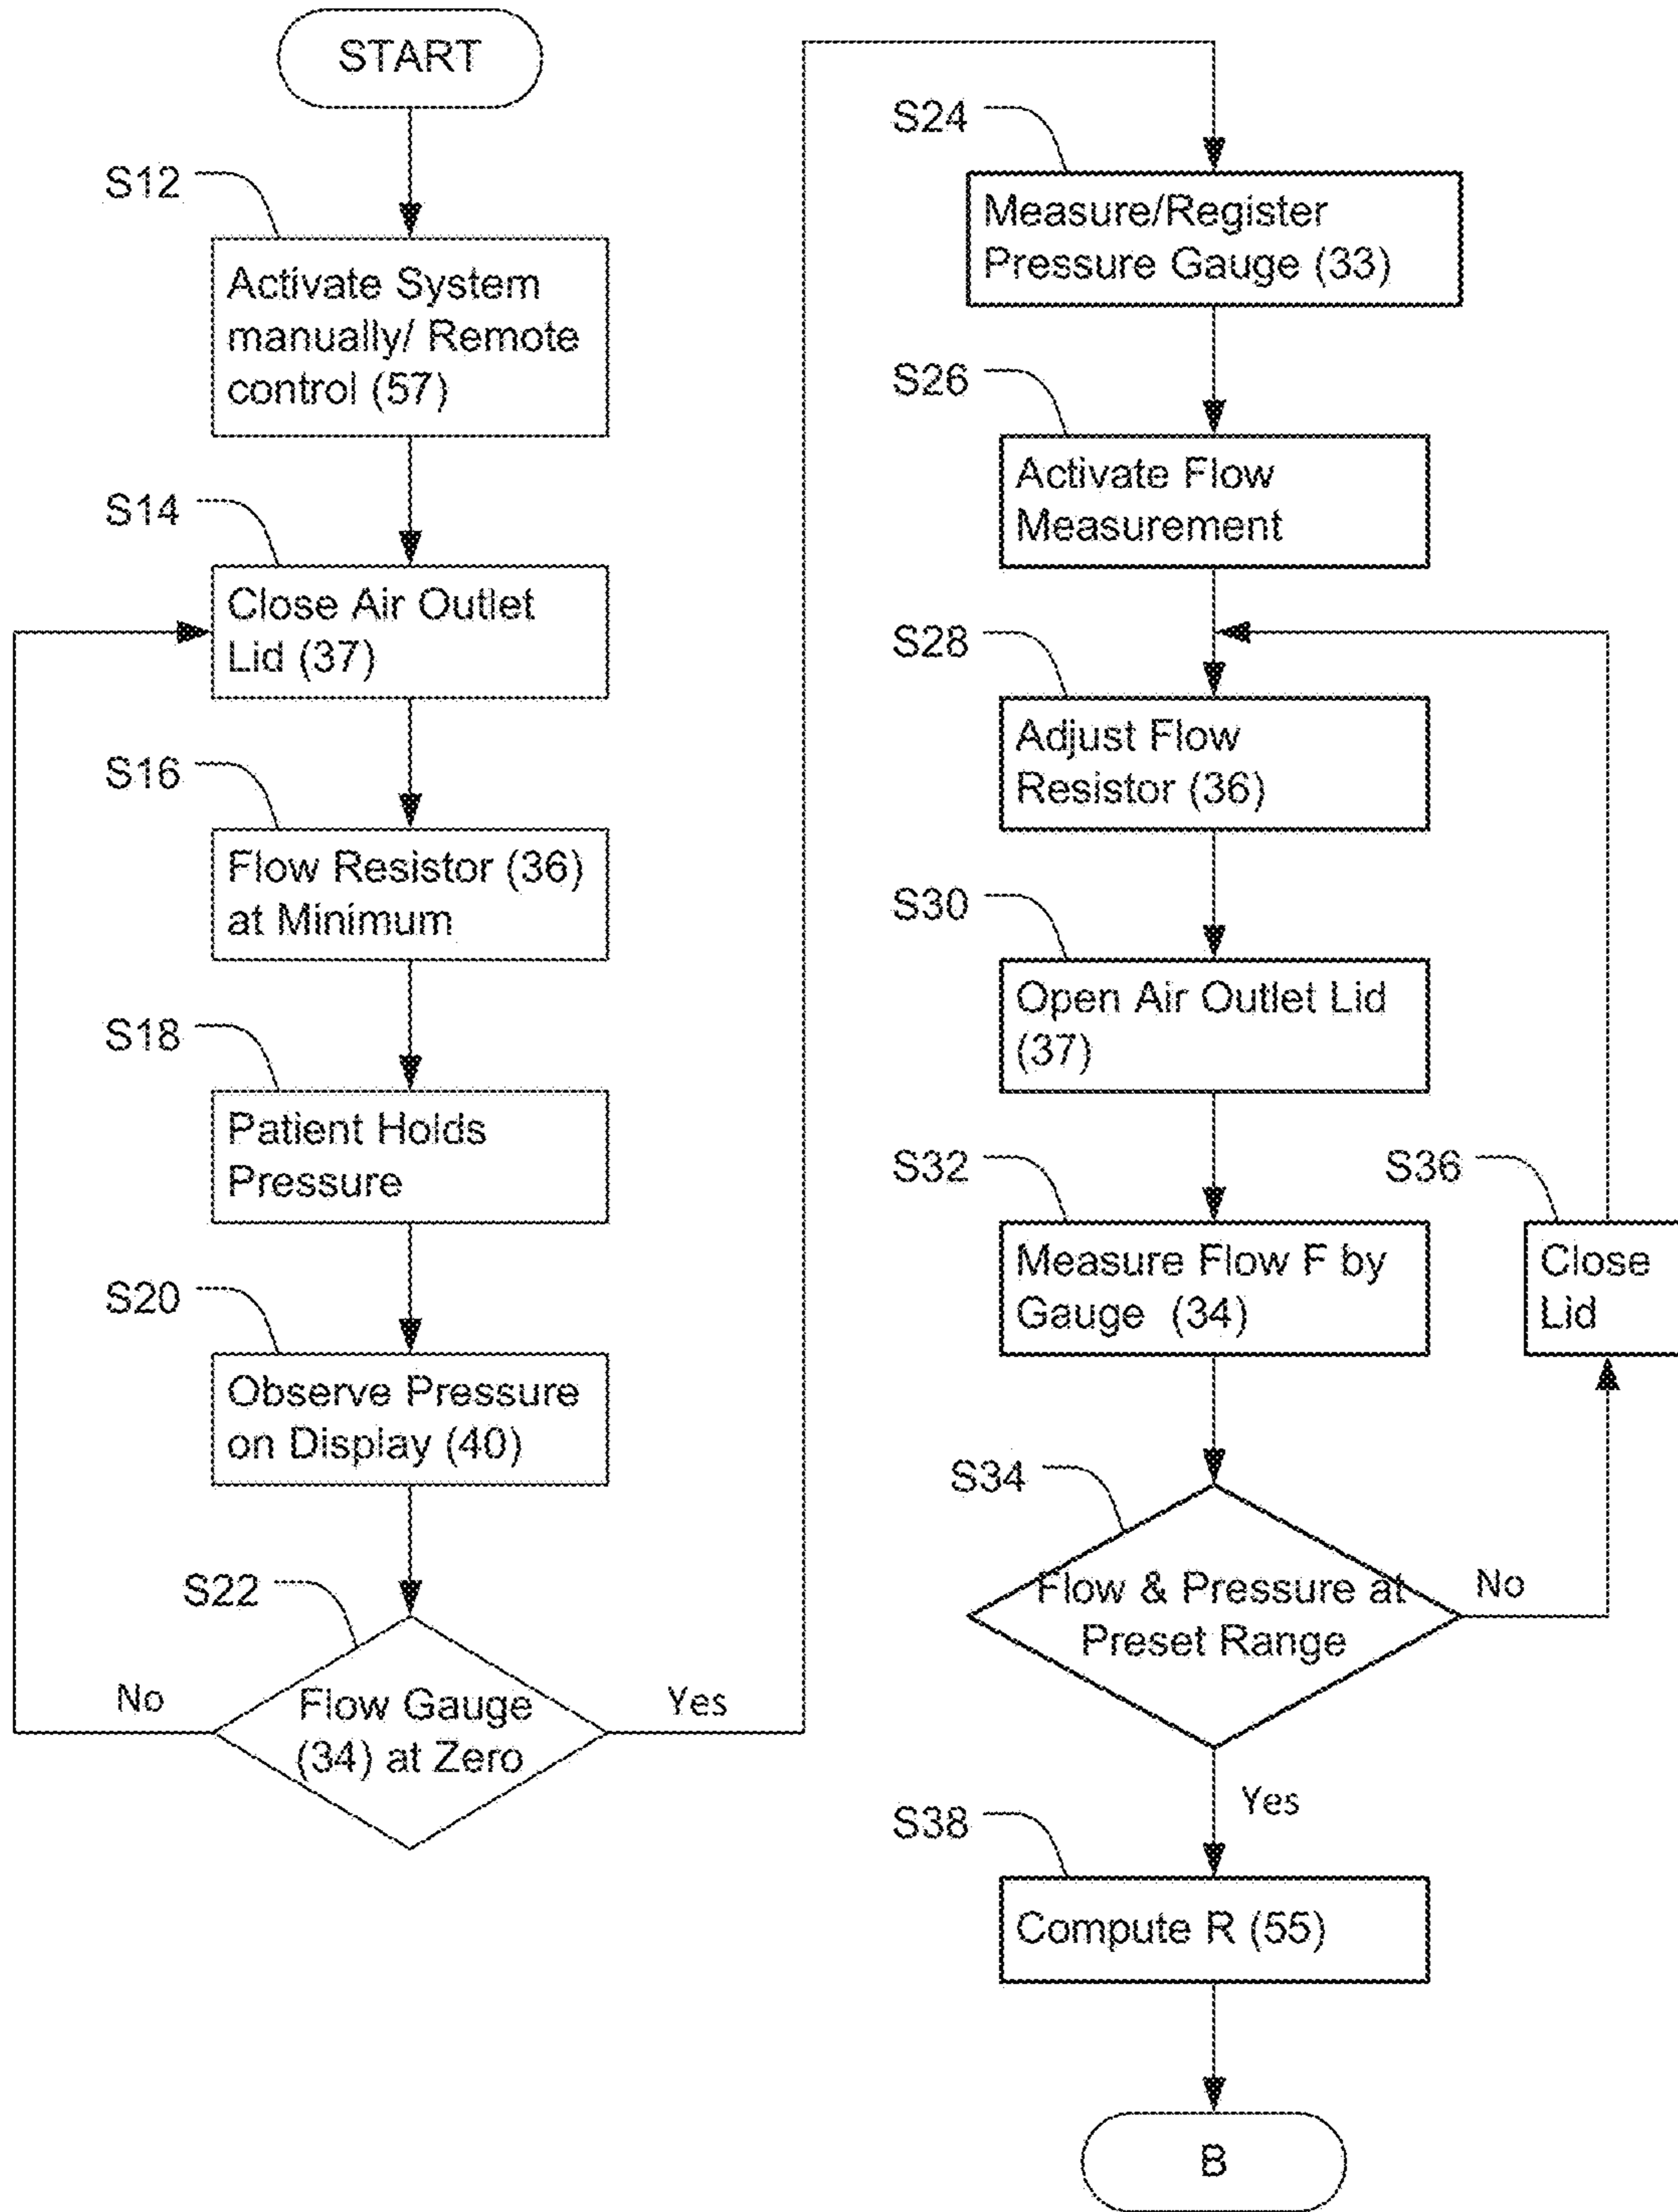 START
S12
Activate System
manually/ Remote
control (57)
S14
Close Air Outlet
Lid (37)
S16
Flow Resistor (36)
at Minimum
S18
Patient Holds
Pressure
S20
Observe Pressure
on Display (40)
S22
Flow Gauge
(34) at Zero
No
Yes
S24
Measure/Register
Pressure Gauge (33)
S26
Activate Flow
Measurement
S28
Adjust Flow
Resistor (36)
S30
Open Air Outlet Lid
(37)
S32
Measure Flow F by
Gauge (34)
S34
Flow & Pressure at
Preset Range
No
S36
Close
Lid
Yes
S38
Compute R (55)
B